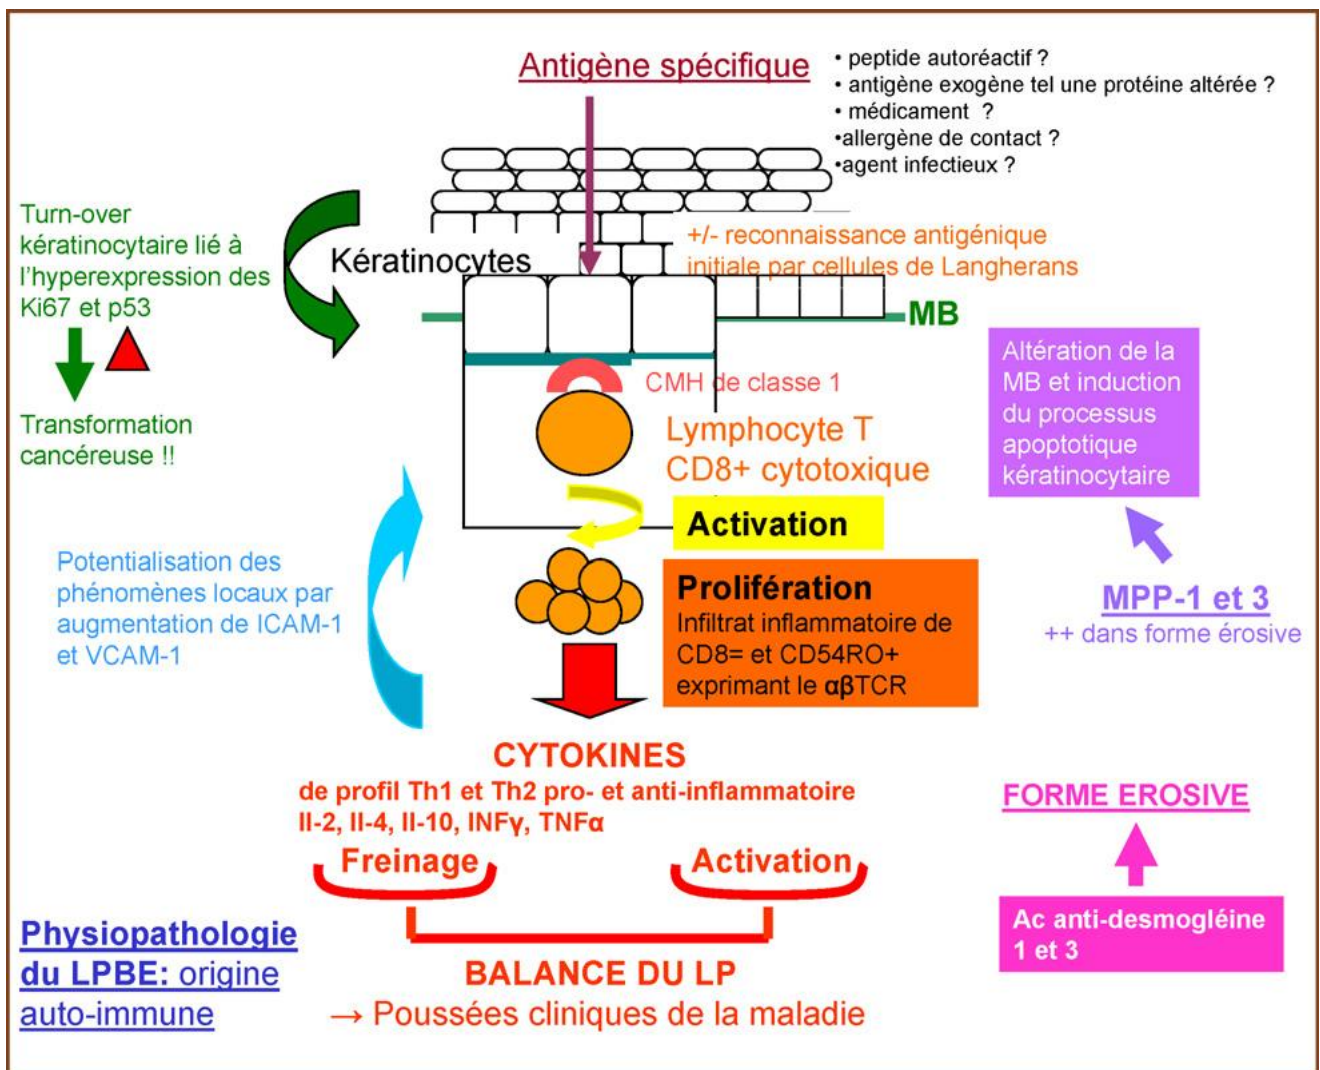 Antigène spécifique
• peptide autoréactif ?
• antigène exogène tel une protéine altérée ?
• médicament  ?
•allergène de contact ?
•agent infectieux ?
Turn-over
kératinocytaire lié à
l'hyperexpression des
Ki67 et p53
Transformation
cancéreuse !!
Kératinocytes
+/- reconnaissance antigénique
initiale par cellules de Langherans
MB
CMH de classe 1
Lymphocyte T
CD8+ cytotoxique
Activation
Altération de la
MB et induction
du processus
apoptotique
kératinocytaire
Potentialisation des
phénomènes locaux par
augmentation de ICAM-1
et VCAM-1
Prolifération
Infiltrat inflammatoire de
CD8= et CD54RO+
exprimant le αβTCR
MPP-1 et 3
++ dans forme érosive
CYTOKINES
de profil Th1 et Th2 pro- et anti-inflammatoire
Il-2, Il-4, Il-10, INFγ, TNFα
Freinage
Activation
FORME EROSIVE
Ac anti-desmogléine
1 et 3
Physiopathologie
du LPBE: origine
auto-immune
BALANCE DU LP
→ Poussées cliniques de la maladie